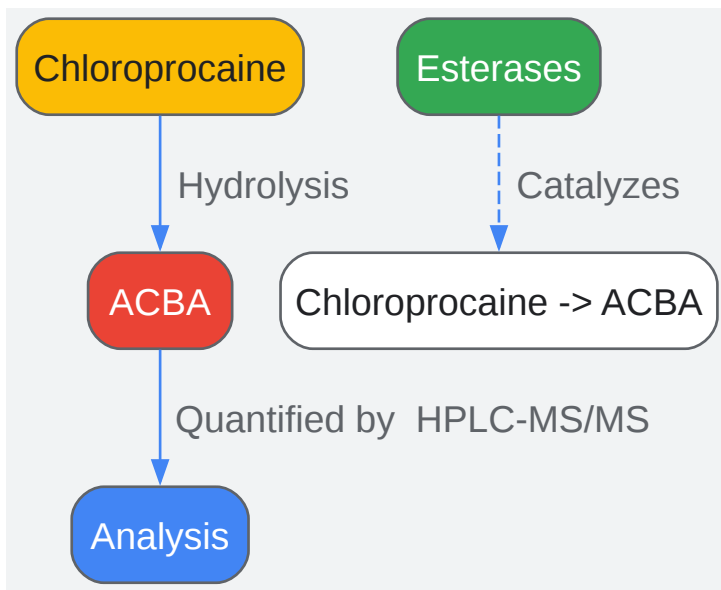 Chloroprocaine
Esterases
Hydrolysis
Catalyzes
ACBA
Chloroprocaine -> ACBA
Quantified by  HPLC-MS/MS
Analysis